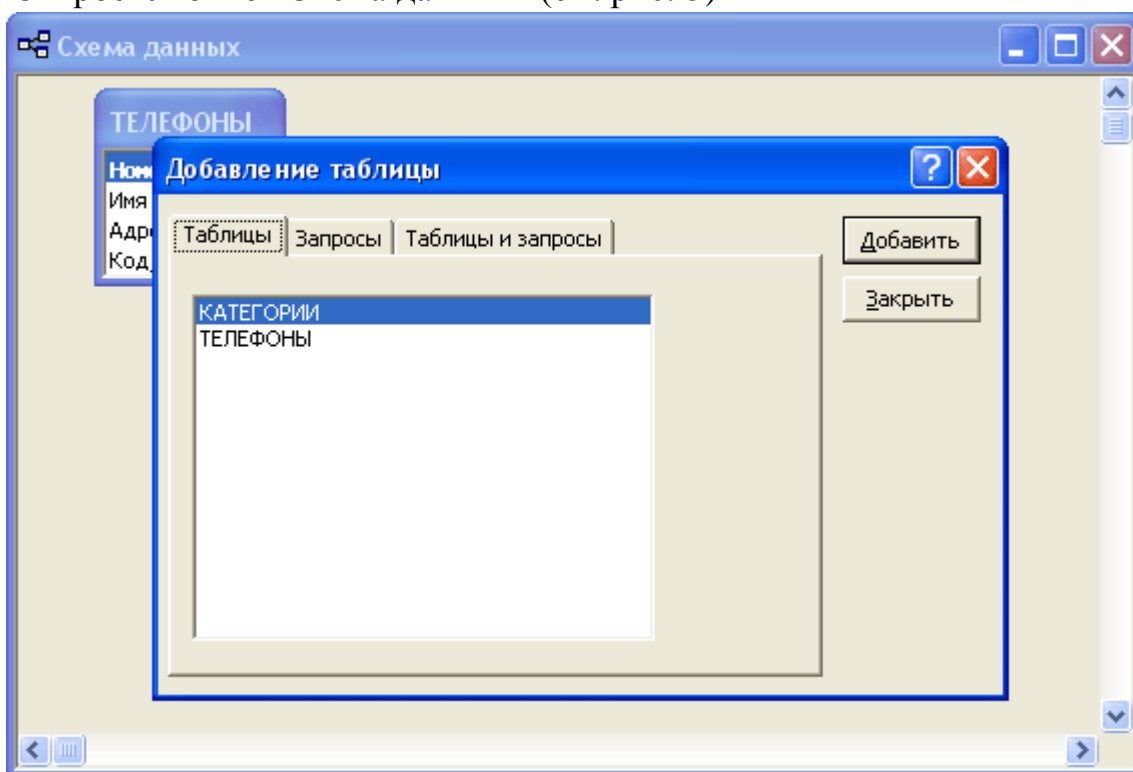 Схема данных
ТЕЛЕФОНЫ
Имя
Добавление таблицы
Таблицы Запросы Таблицы и запросы
Добавить
Закрыть
КАТЕГОРИИ
ТЕЛЕФОНЫ